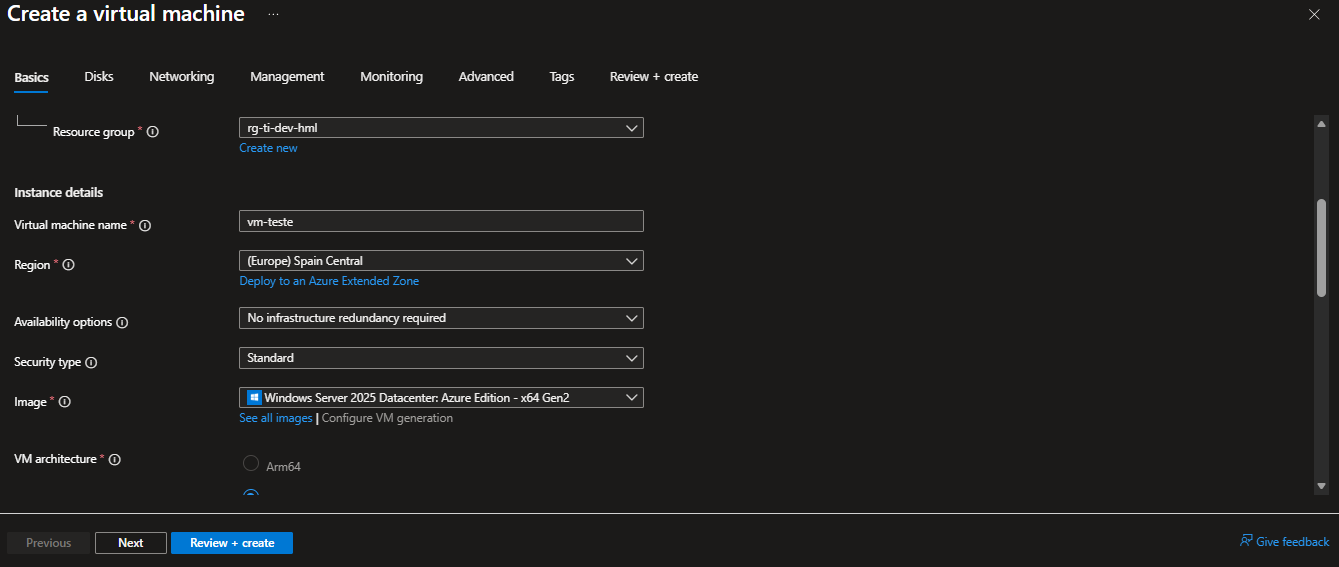 Create a virtual machine ...
Basics Disks Networking Management Monitoring Advanced Tags Review + create
Resource group * rg-ti-dev-hml
Create new
Instance details
Virtual machine name * vm-teste
Region * (Europe) Spain Central
Deploy to an Azure Extended Zone
Availability options No infrastructure redundancy required
Security type Standard
Image * Windows Server 2025 Datacenter: Azure Edition - x64 Gen2
See all images | Configure VM generation
VM architecture * Arm64
Previous Next Review + create Give feedback